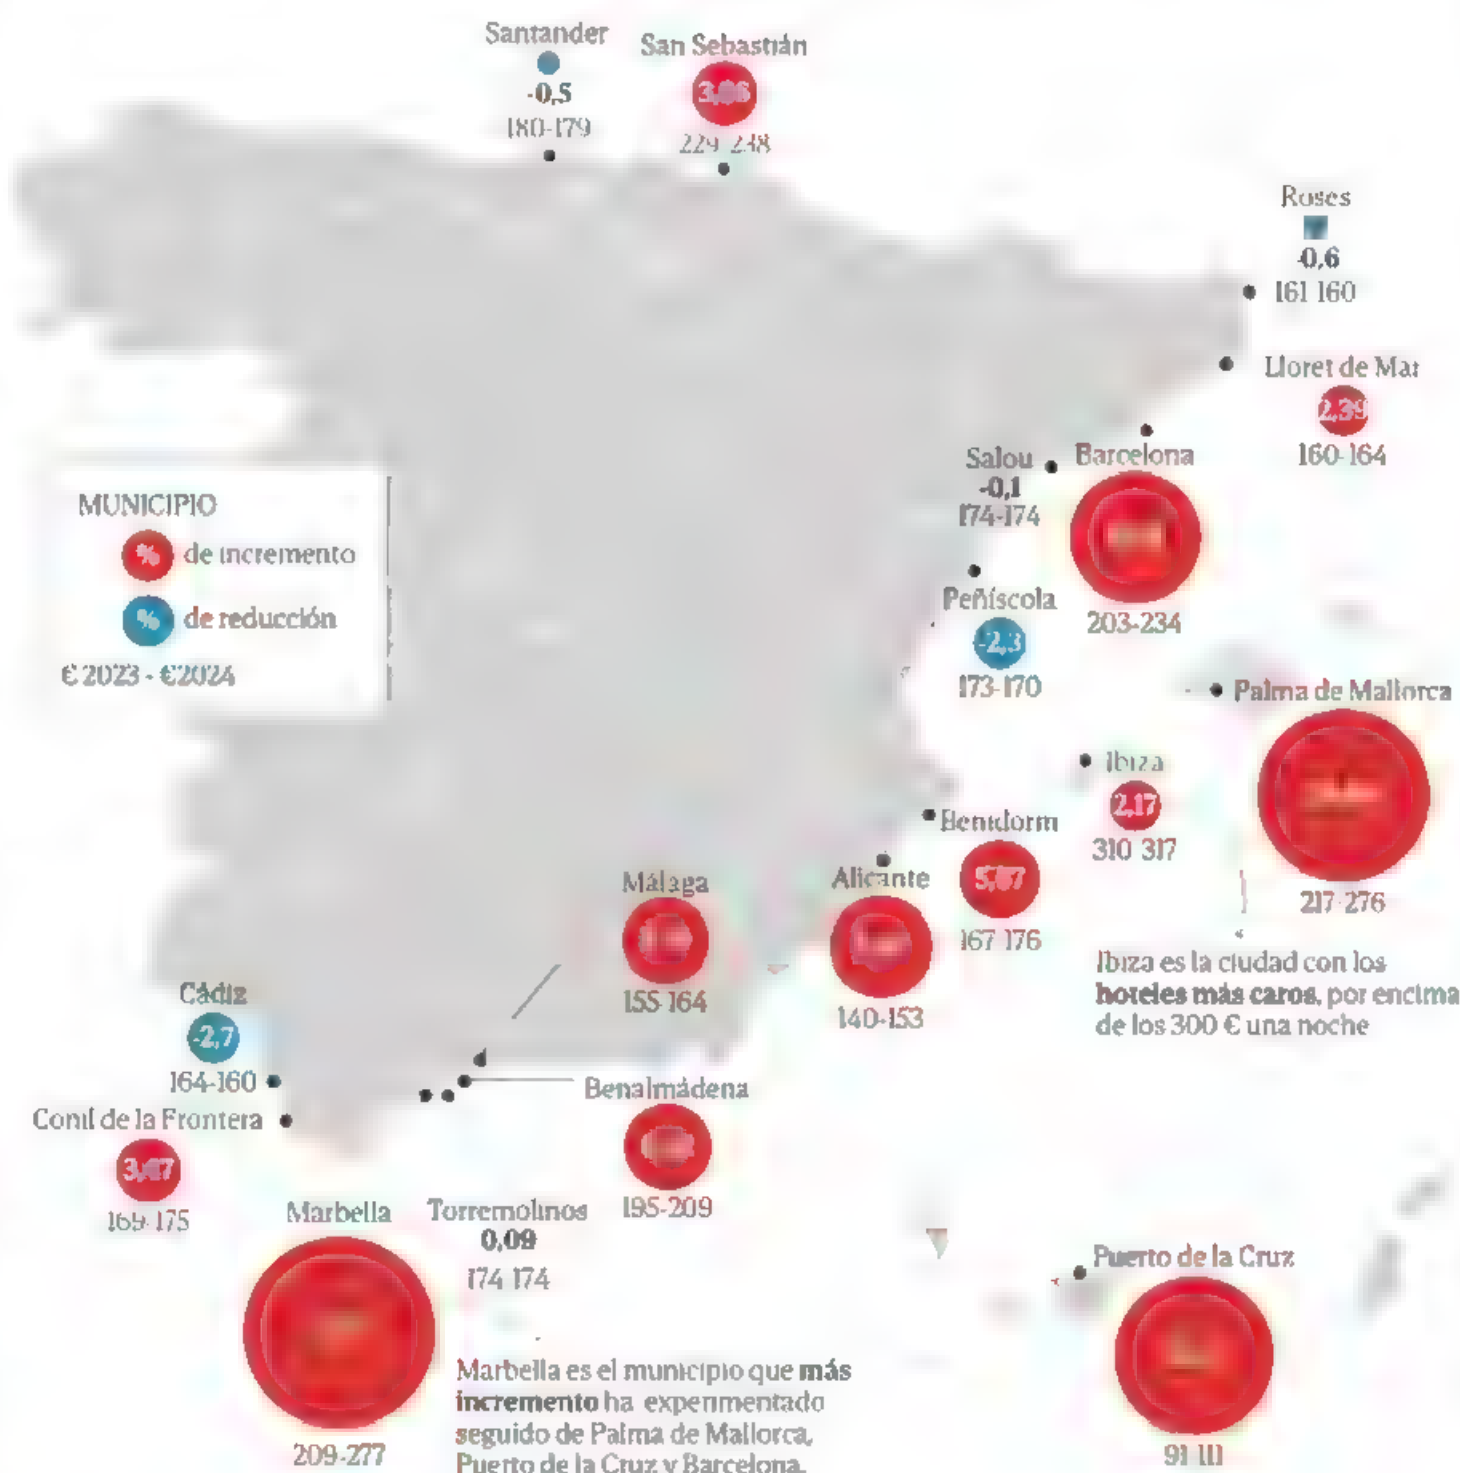 Santander
-0,5
180-179
San Sebastián
229-238
Roses
-0,6
161-160
Lloret de Mar
2,39
160-164
Salou
-0,1
174-174
Barcelona
203-234
MUNICIPIO
% de incremento
% de reducción
€ 2023 - €2024
Peñíscola
-2,3
173-170
Palma de Mallorca
217-276
Ibiza
2,17
310-317
Benidorm
167-176
Alicante
140-153
Málaga
155-164
Ibiza es la ciudad con los
hoteles más caros, por encima
de los 300 € una noche
Cádiz
-2,7
164-160
Conil de la Frontera
169-175
Benalmádena
195-209
Marbella
209-277
Torremolinos
0,09
174-174
Puerto de la Cruz
91-111
Marbella es el municipio que más
incremento ha experimentado
seguido de Palma de Mallorca,
Puerto de la Cruz y Barcelona.